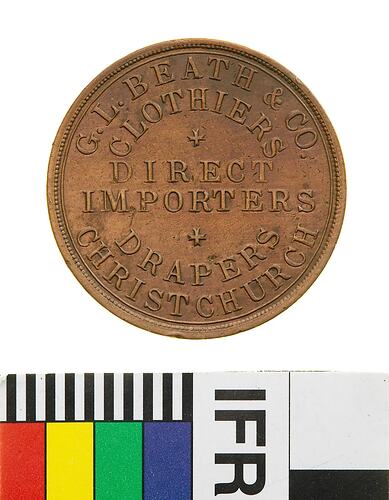 G. L. BEATH & CO:
CLOTHIERS
DIRECT
IMPORTERS
DRAPERS
CHRISTCHURCH
IFR